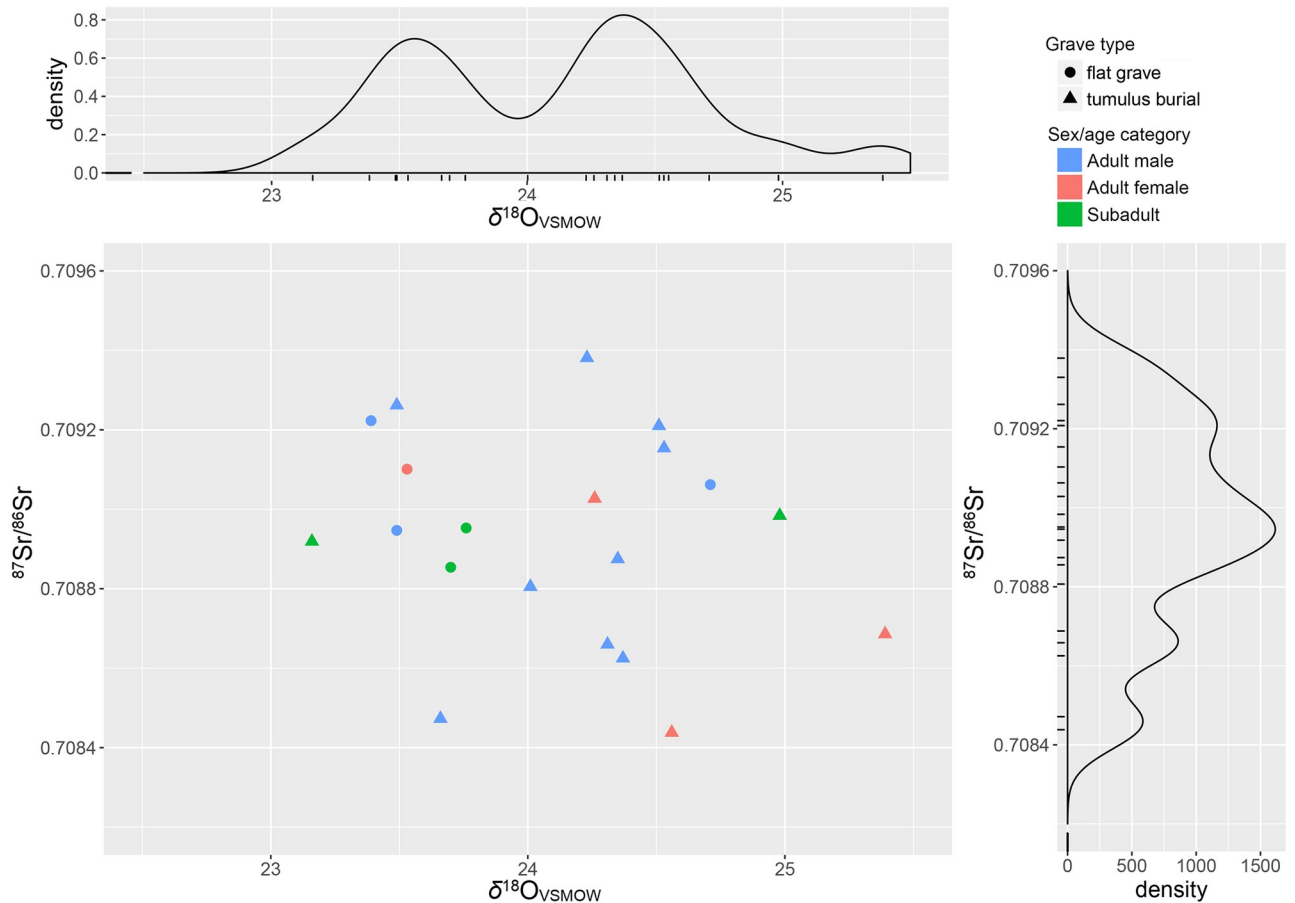 0.8
0.6
0.4
0.2
0.0
density
23
24
25
δ¹⁸O_VSMOW
Grave type
flat grave
tumulus burial
Sex/age category
Adult male
Adult female
Subadult
0.7096
0.7092
0.7088
0.7084
⁸⁷Sr/⁸⁶Sr
23
24
25
δ¹⁸O_VSMOW
0.7096
0.7092
0.7088
0.7084
⁸⁷Sr/⁸⁶Sr
0
500
1000
1500
density